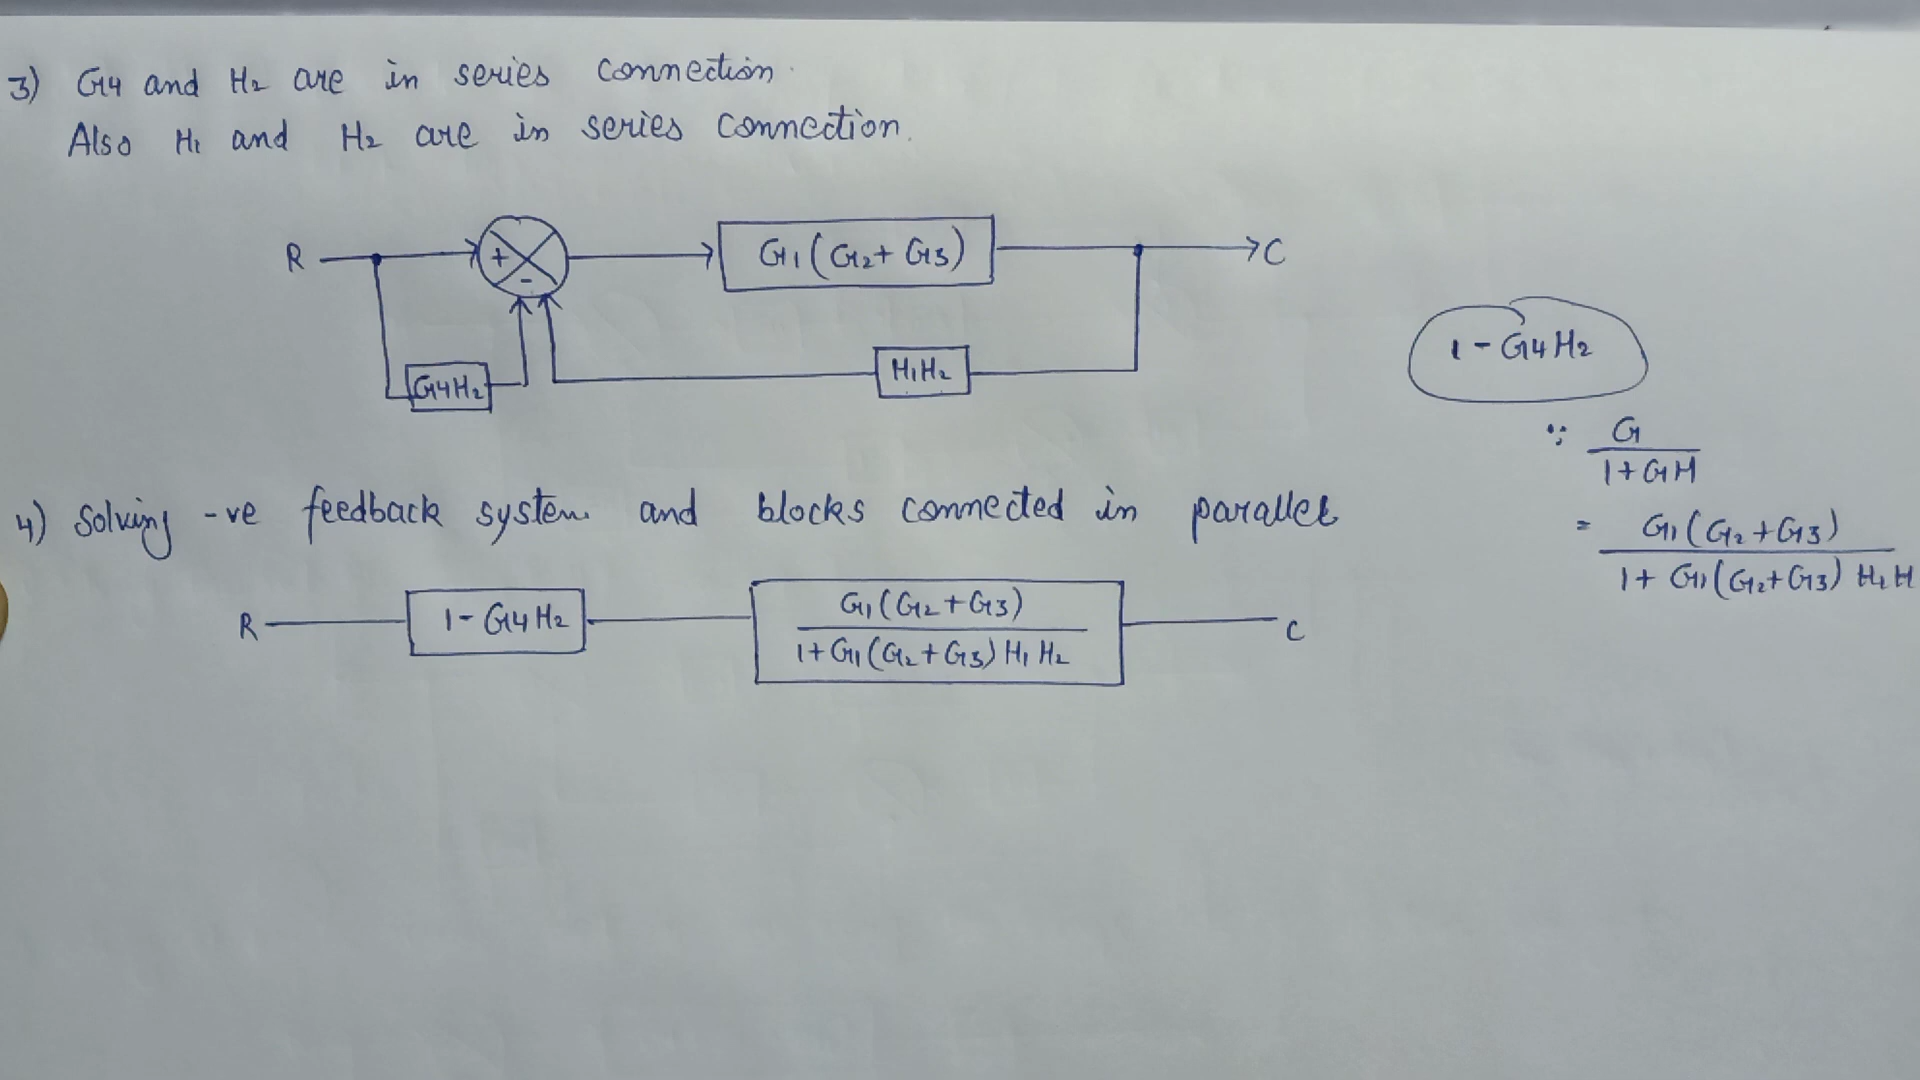 3) G4 and H2 are in series connection.
Also H1 and H2 are in series connection.
R + - G1(G2+ G3) C
G4H2 H1H2
1 - G4H2
∵ G
1+GH
= G1(G2+G3)
1+ G1(G2+G3) H1 H
4) Solving -ve feedback system and blocks connected in parallel
R 1- G4H2 G1(G2+G3) C
1+G1(G2+G3) H1 H2